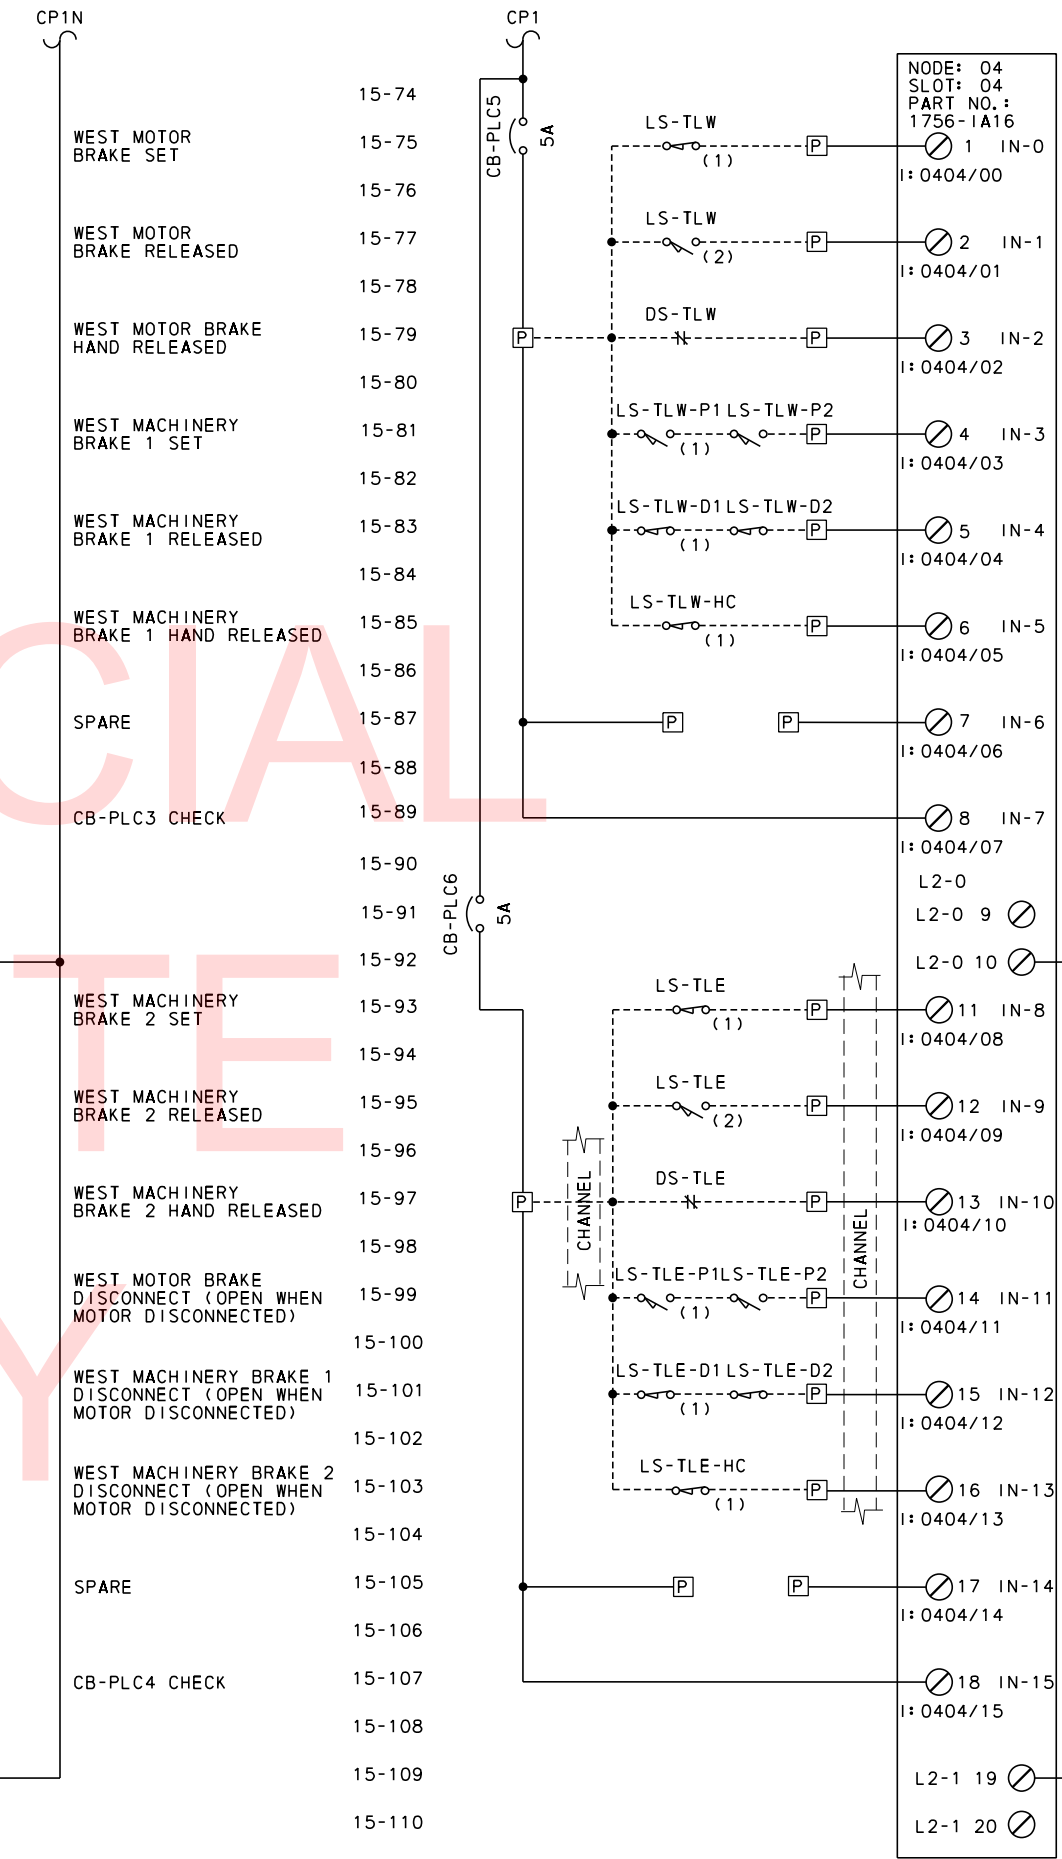 CP1N
CP1
NODE: 04
SLOT: 04
PART NO.:
1756-IA16
15-74
CB-PLC5
5A
WEST MOTOR
BRAKE SET
15-75
LS-TLW
(1)
P
1 IN-0
I:0404/00
15-76
WEST MOTOR
BRAKE RELEASED
15-77
LS-TLW
(2)
P
2 IN-1
I:0404/01
15-78
WEST MOTOR BRAKE
HAND RELEASED
15-79
P
DS-TLW
P
3 IN-2
I:0404/02
15-80
WEST MACHINERY
BRAKE 1 SET
15-81
LS-TLW-P1 LS-TLW-P2
(1)
P
4 IN-3
I:0404/03
15-82
WEST MACHINERY
BRAKE 1 RELEASED
15-83
LS-TLW-D1 LS-TLW-D2
(1)
P
5 IN-4
I:0404/04
15-84
WEST MACHINERY
BRAKE 1 HAND RELEASED
15-85
LS-TLW-HC
(1)
P
6 IN-5
I:0404/05
15-86
CIAL
SPARE
15-87
P
P
7 IN-6
I:0404/06
15-88
CB-PLC3 CHECK
15-89
8 IN-7
I:0404/07
15-90
L2-0
CB-PLC6
5A
15-91
L2-0 9
15-92
L2-0 10
TE
WEST MACHINERY
BRAKE 2 SET
15-93
LS-TLE
(1)
P
11 IN-8
I:0404/08
15-94
WEST MACHINERY
BRAKE 2 RELEASED
15-95
LS-TLE
(2)
P
12 IN-9
I:0404/09
15-96
WEST MACHINERY
BRAKE 2 HAND RELEASED
15-97
P
CHANNEL
DS-TLE
P
CHANNEL
13 IN-10
I:0404/10
15-98
WEST MOTOR BRAKE
DISCONNECT (OPEN WHEN
MOTOR DISCONNECTED)
15-99
LS-TLE-P1 LS-TLE-P2
(1)
P
14 IN-11
I:0404/11
15-100
Y
WEST MACHINERY BRAKE 1
DISCONNECT (OPEN WHEN
MOTOR DISCONNECTED)
15-101
LS-TLE-D1 LS-TLE-D2
(1)
P
15 IN-12
I:0404/12
15-102
WEST MACHINERY BRAKE 2
DISCONNECT (OPEN WHEN
MOTOR DISCONNECTED)
15-103
LS-TLE-HC
(1)
P
16 IN-13
I:0404/13
15-104
SPARE
15-105
P
P
17 IN-14
I:0404/14
15-106
CB-PLC4 CHECK
15-107
18 IN-15
I:0404/15
15-108
15-109
L2-1 19
15-110
L2-1 20